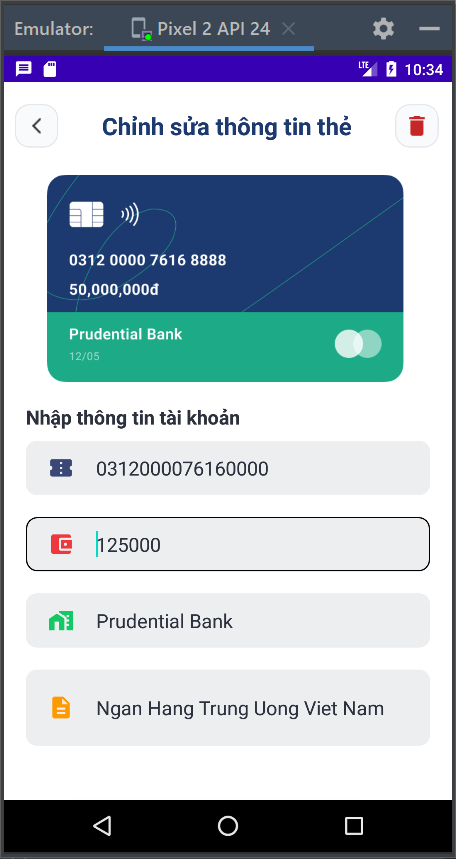 Emulator: Pixel 2 API 24
LTE 10:34
Chỉnh sửa thông tin thẻ
0312 0000 7616 8888
50,000,000đ
Prudential Bank
12/05
Nhập thông tin tài khoản
0312000076160000
125000
Prudential Bank
Ngan Hang Trung Uong Viet Nam